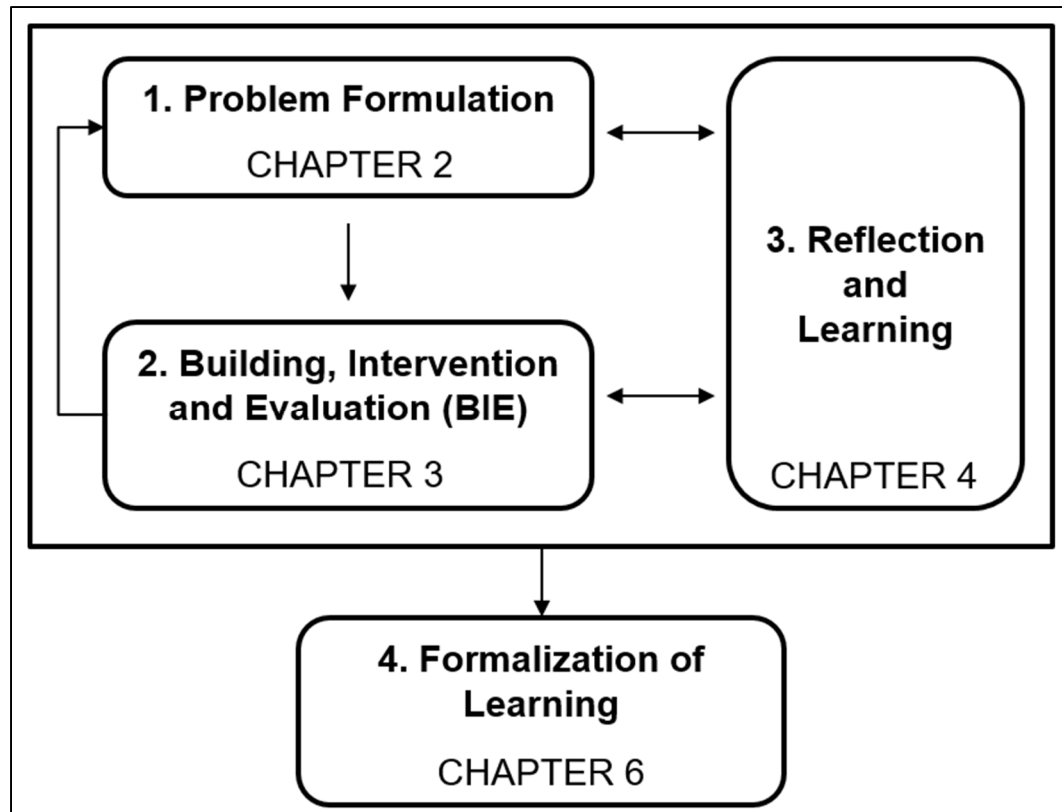 1. Problem Formulation
CHAPTER 2
2. Building, Intervention
and Evaluation (BIE)
CHAPTER 3
3. Reflection
and
Learning
CHAPTER 4
4. Formalization of
Learning
CHAPTER 6